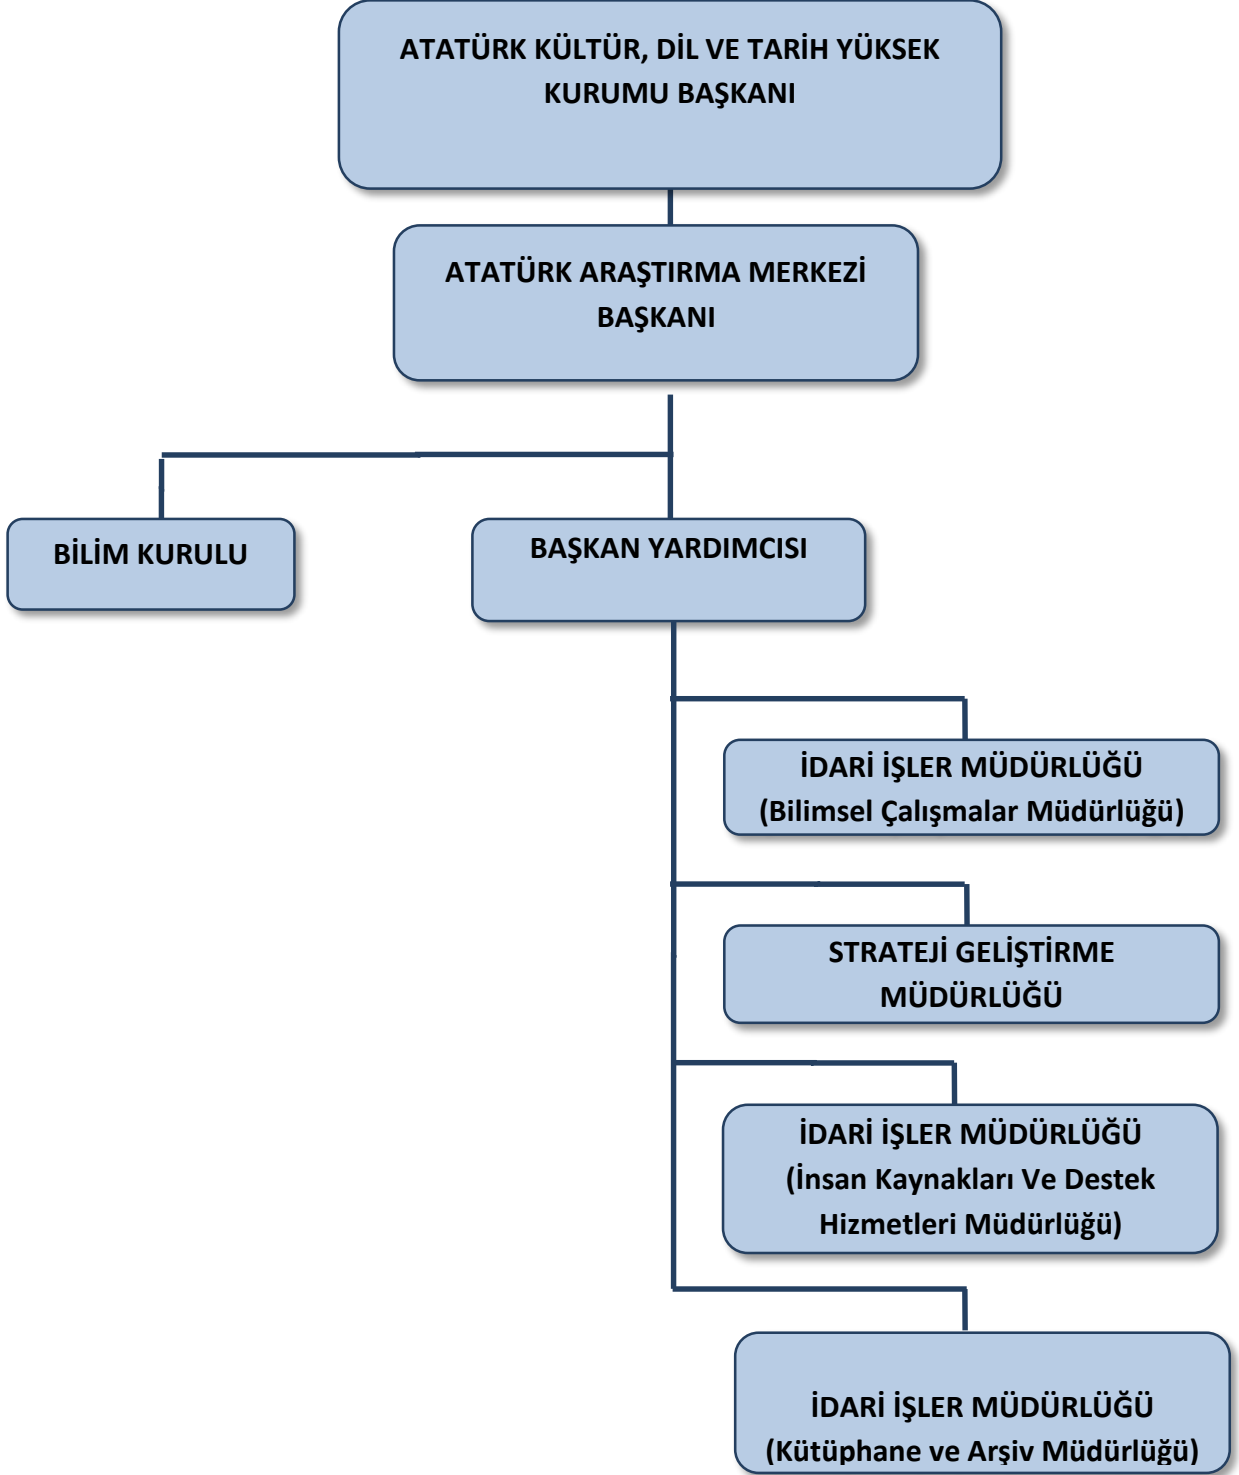 ATATÜRK KÜLTÜR, DİL VE TARİH YÜKSEK
KURUMU BAŞKANI
ATATÜRK ARAŞTIRMA MERKEZİ
BAŞKANI
BİLİM KURULU
BAŞKAN YARDIMCISI
İDARİ İŞLER MÜDÜRLÜĞÜ
(Bilimsel Çalışmalar Müdürlüğü)
STRATEJİ GELİŞTİRME
MÜDÜRLÜĞÜ
İDARİ İŞLER MÜDÜRLÜĞÜ
(İnsan Kaynakları Ve Destek
Hizmetleri Müdürlüğü)
İDARİ İŞLER MÜDÜRLÜĞÜ
(Kütüphane ve Arşiv Müdürlüğü)